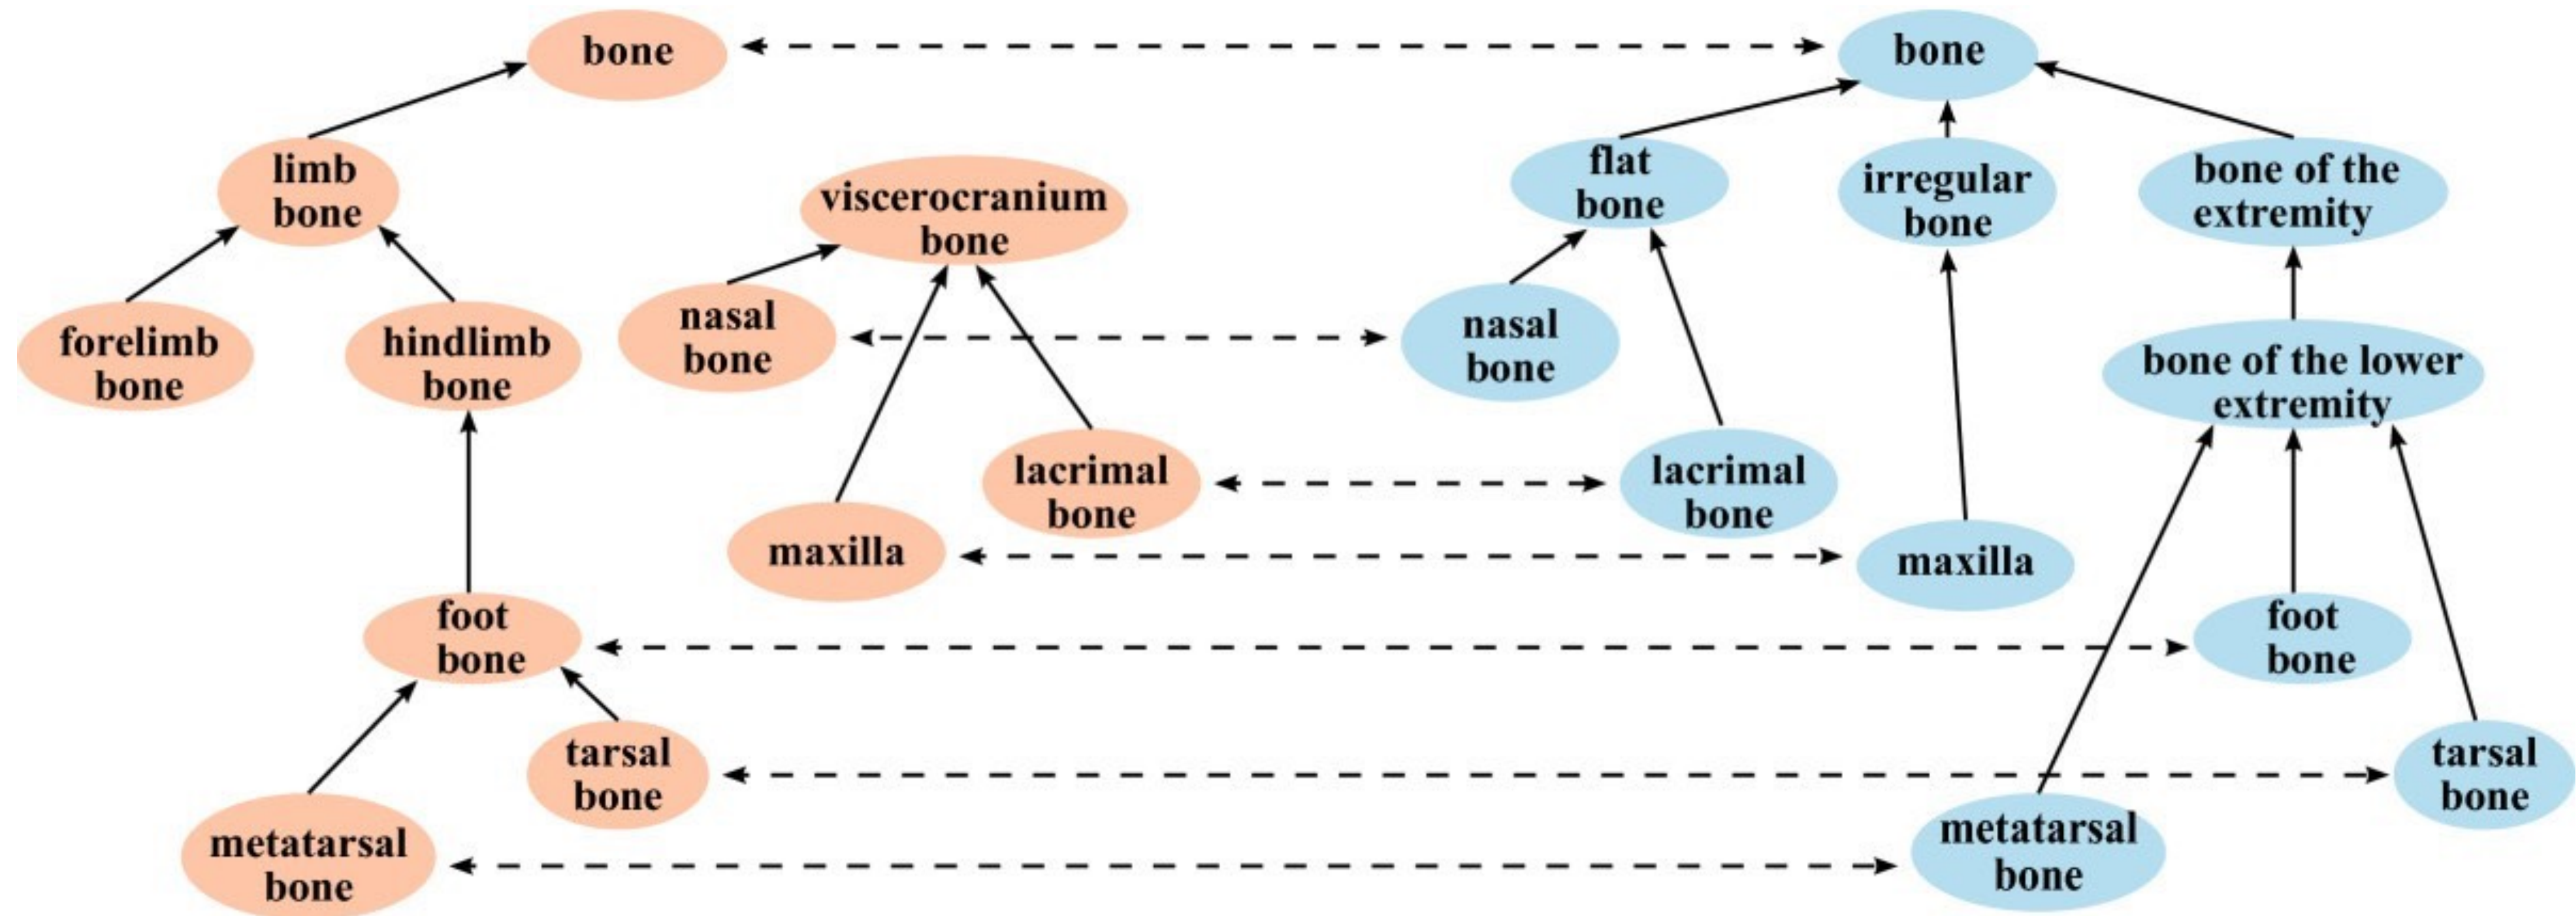 bone
bone
limb
bone
viscerocranium
bone
flat
bone
irregular
bone
bone of the
extremity
forelimb
bone
hindlimb
bone
nasal
bone
nasal
bone
bone of the lower
extremity
lacrimal
bone
lacrimal
bone
maxilla
maxilla
foot
bone
foot
bone
tarsal
bone
tarsal
bone
metatarsal
bone
metatarsal
bone